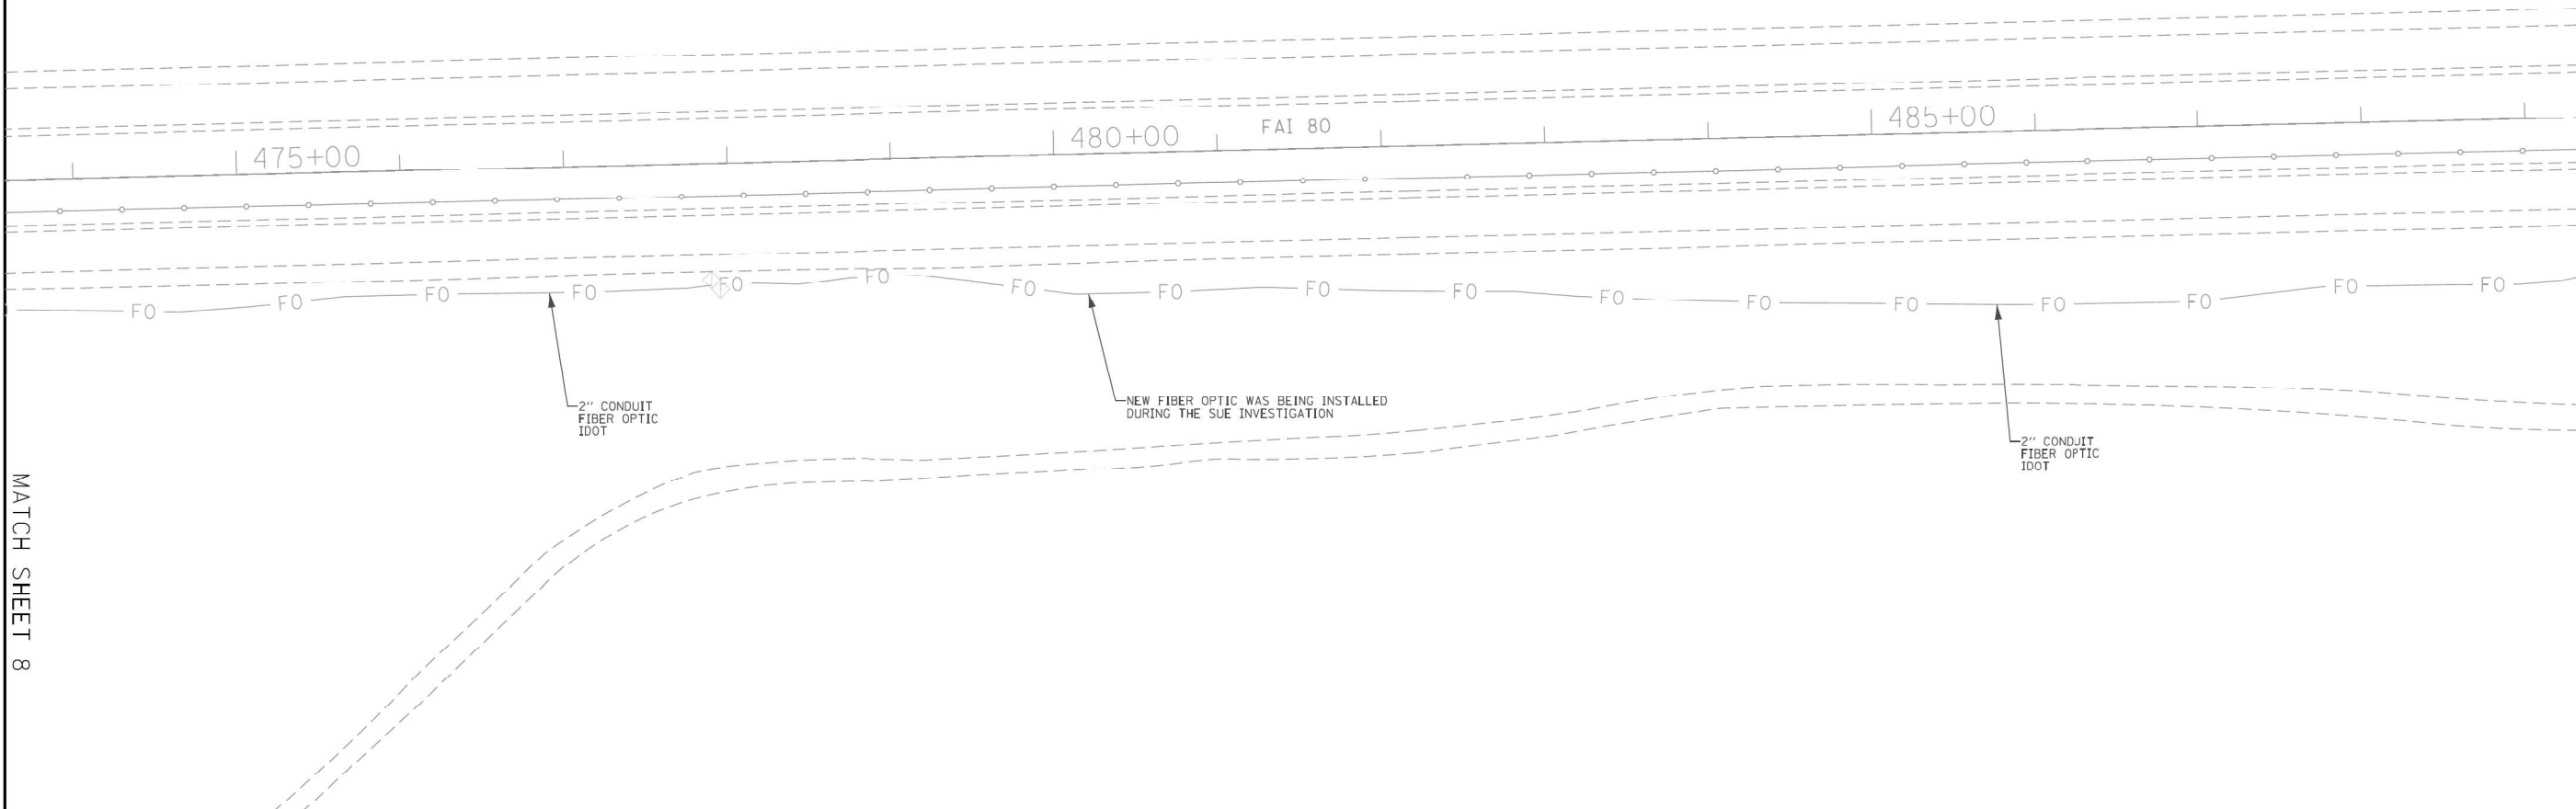 485+00
FAI 80
480+00
475+00
FO FO FO FO FO FO FO FO FO FO FO FO FO FO FO FO FO
2" CONDUIT
FIBER OPTIC
IDOT
NEW FIBER OPTIC WAS BEING INSTALLED
DURING THE SUE INVESTIGATION
2" CONDUIT
FIBER OPTIC
IDOT
MATCH SHEET 8